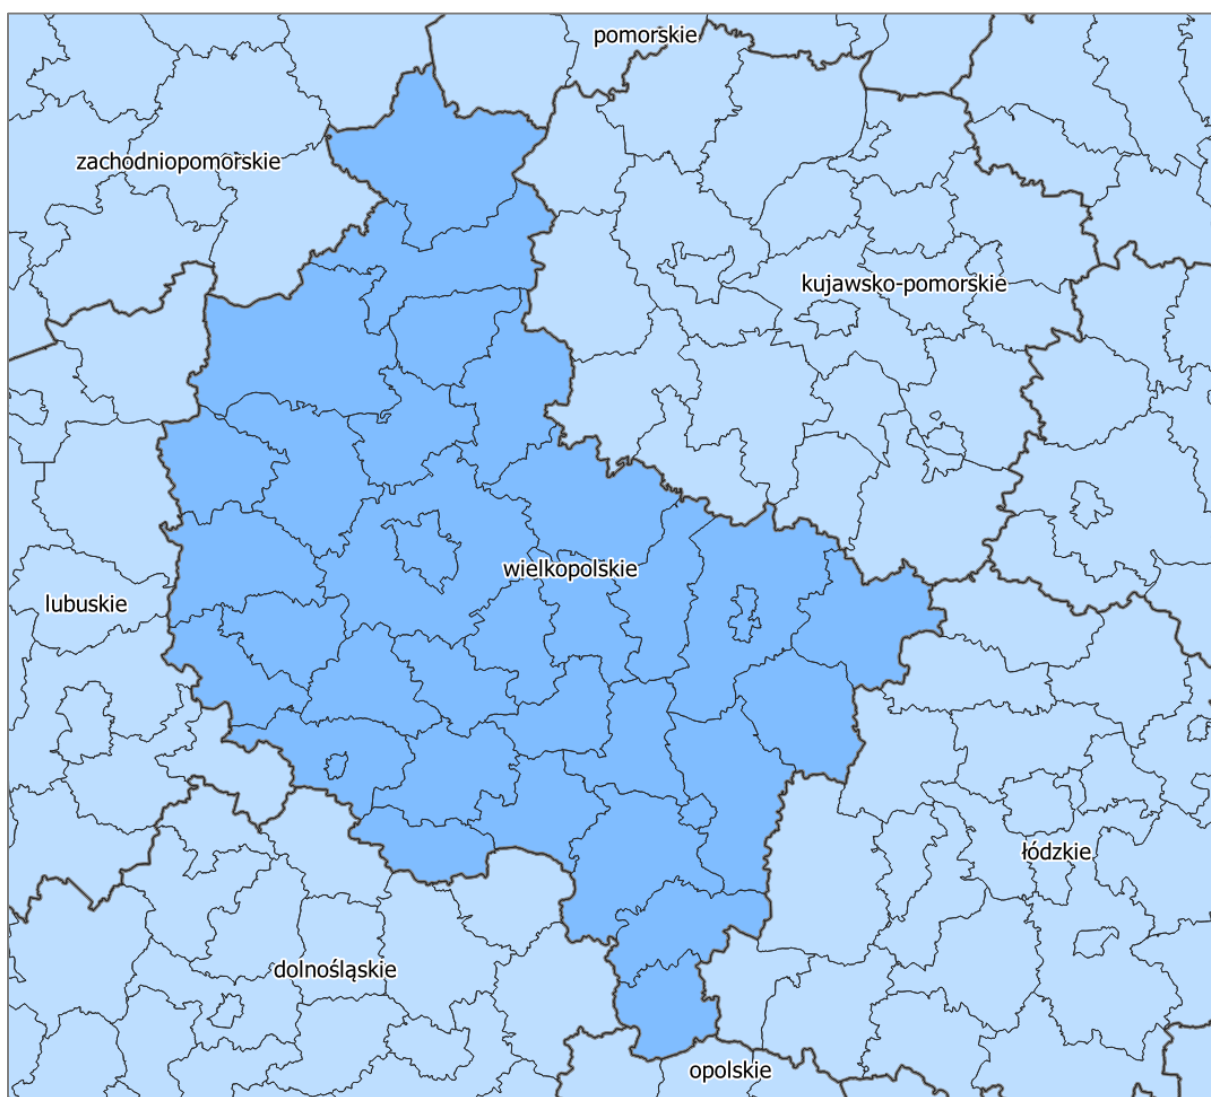 pomorskie
zachodniopomorskie
kujawsko-pomorskie
wielkopolskie
lubuskie
łódzkie
dolnośląskie
opolskie